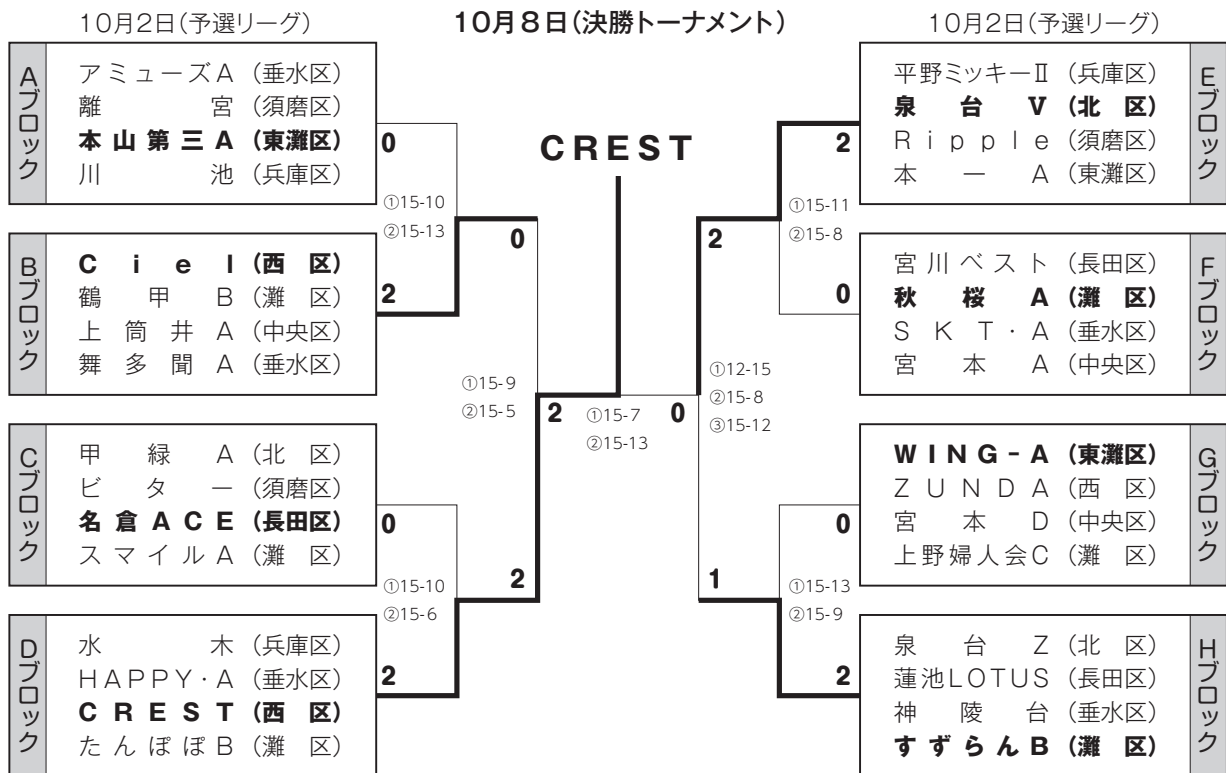 10月2日(予選リーグ)
10月8日(決勝トーナメント)
10月2日(予選リーグ)
Aブロック
アミューズA (垂水区)
離宮 (須磨区)
本山第三A (東灘区)
川池 (兵庫区)
Bブロック
Ciel (西区)
鶴甲B (灘区)
上筒井A (中央区)
舞多聞A (垂水区)
Cブロック
甲緑A (北区)
ビター (須磨区)
名倉ACE (長田区)
スマイルA (灘区)
Dブロック
水木 (兵庫区)
HAPPY・A (垂水区)
CREST (西区)
たんぽぽB (灘区)
0
①15-10
②15-13
2
0
①15-9
②15-5
0
①15-10
②15-6
2
2
CREST
2
①15-7
②15-13
0
2
①15-11
②15-8
0
2
①12-15
②15-8
③15-12
1
0
①15-13
②15-9
2
Eブロック
平野ミッキーⅡ (兵庫区)
泉台V (北区)
Ripple (須磨区)
本一A (東灘区)
Fブロック
宮川ベスト (長田区)
秋桜A (灘区)
SKT・A (垂水区)
宮本A (中央区)
Gブロック
WING-A (東灘区)
ZUNDA (西区)
宮本D (中央区)
上野婦人会C (灘区)
Hブロック
泉台Z (北区)
蓮池LOTUS (長田区)
神陵台 (垂水区)
すずらんB (灘区)